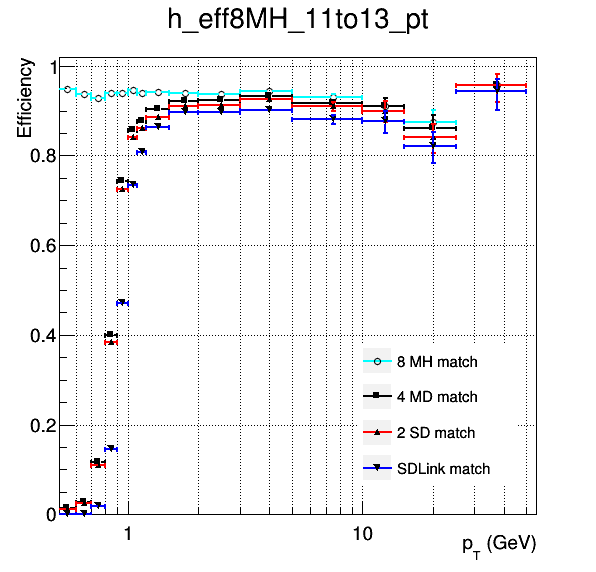 h_eff8MH_11to13_pt
Efficiency
1
0.8
0.6
0.4
0.2
0
8 MH match
4 MD match
2 SD match
SDLink match
1
10
p_T (GeV)